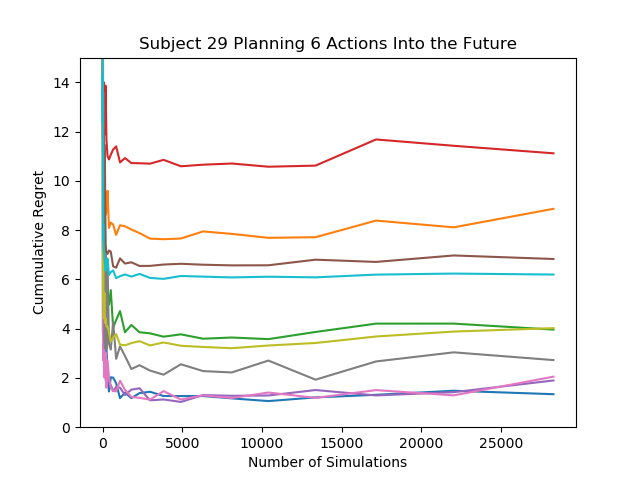 Subject 29 Planning 6 Actions Into the Future
14
12
10
8
6
4
2
0
Cummulative Regret
0 5000 10000 15000 20000 25000
Number of Simulations